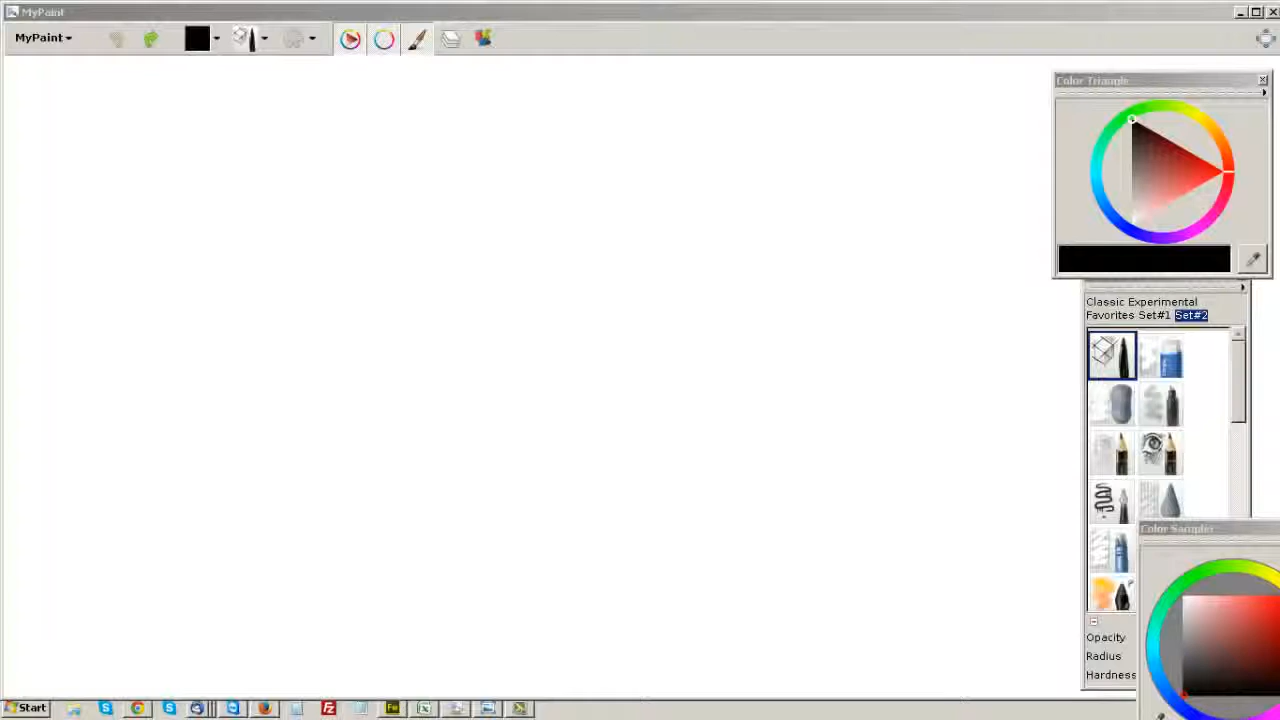 MyPaint
MyPaint
Color Triangle
Classic Experimental
Favorites Set#1 Set#2
Color Sampler
Opacity
Radius
Hardness
Start